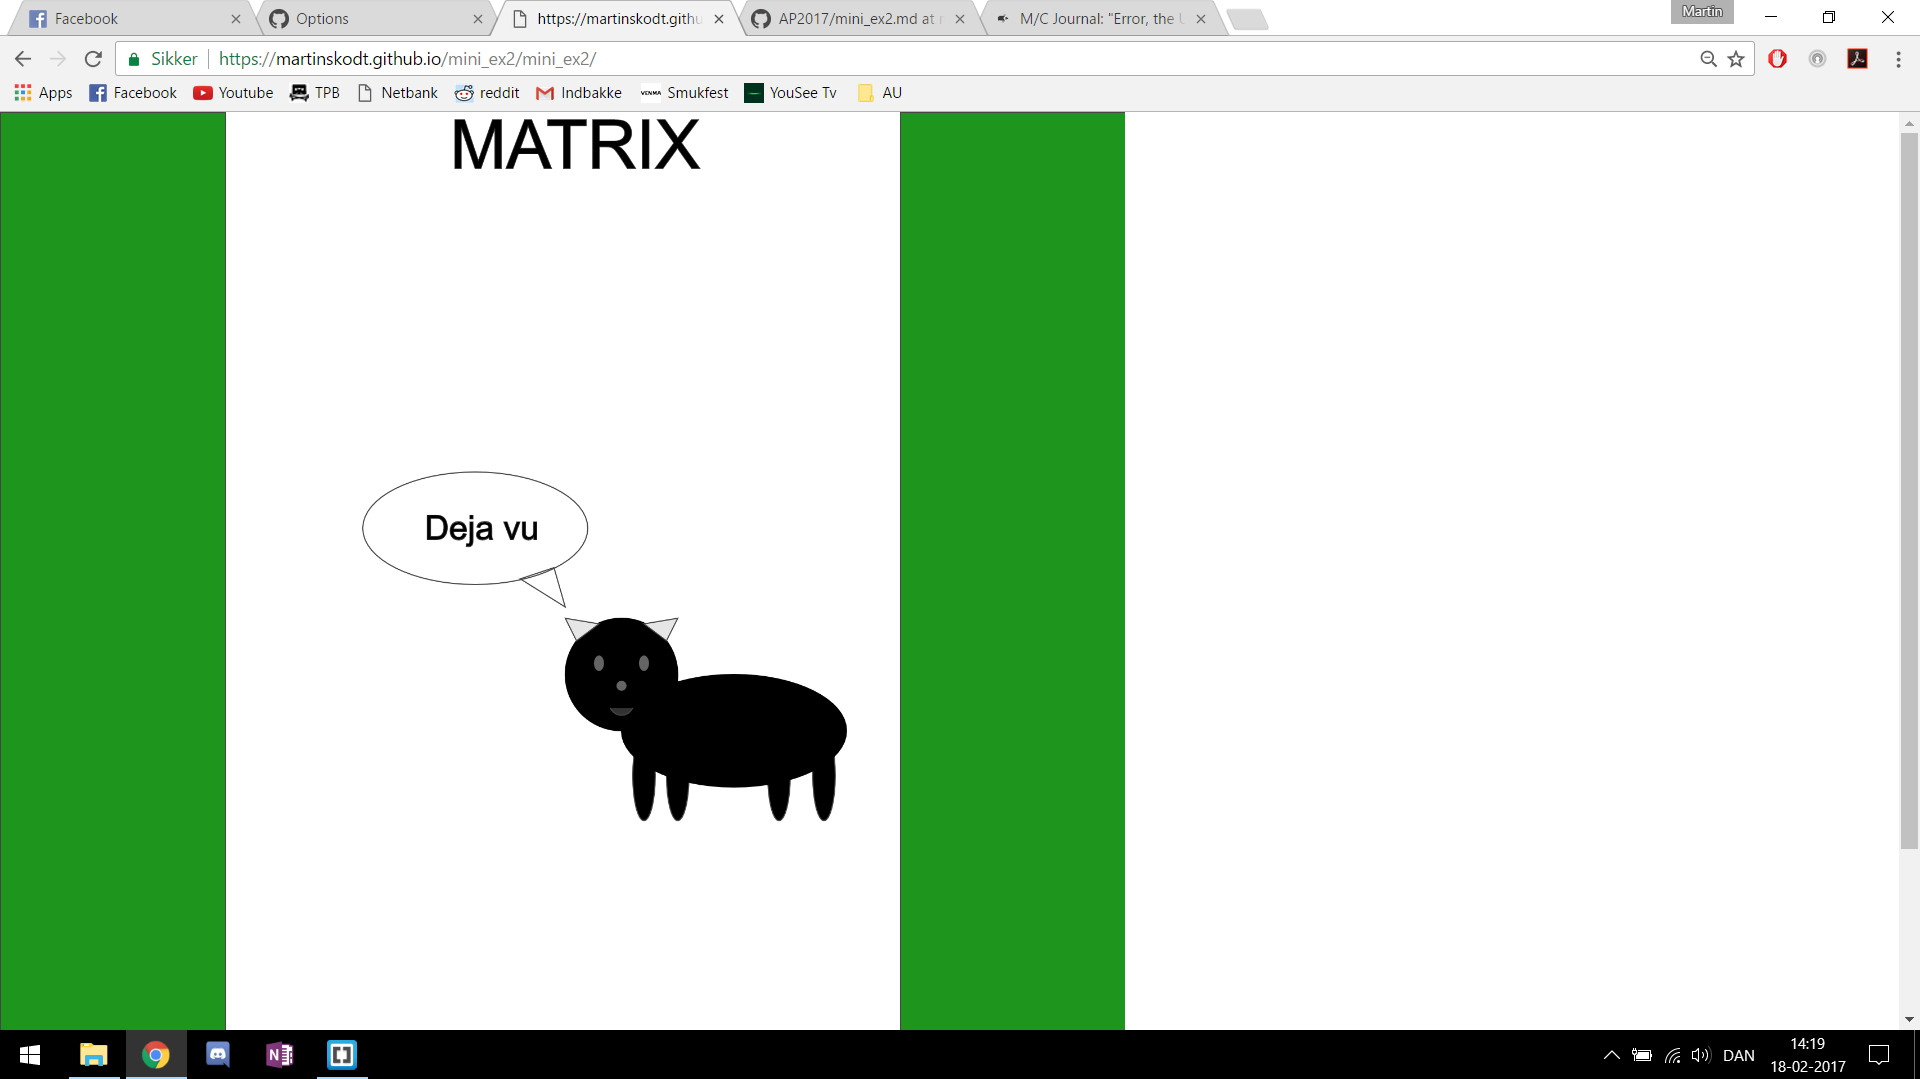 Facebook
Options
https://martinskodt.githu
AP2017/mini_ex2.md at
M/C Journal: "Error, the
Martin
Sikker
https://martinskodt.github.io/mini_ex2/mini_ex2/
Apps
Facebook
Youtube
TPB
Netbank
reddit
Indbakke
VENMA
Smukfest
YouSee Tv
AU
MATRIX
Deja vu
DAN
14:19
18-02-2017